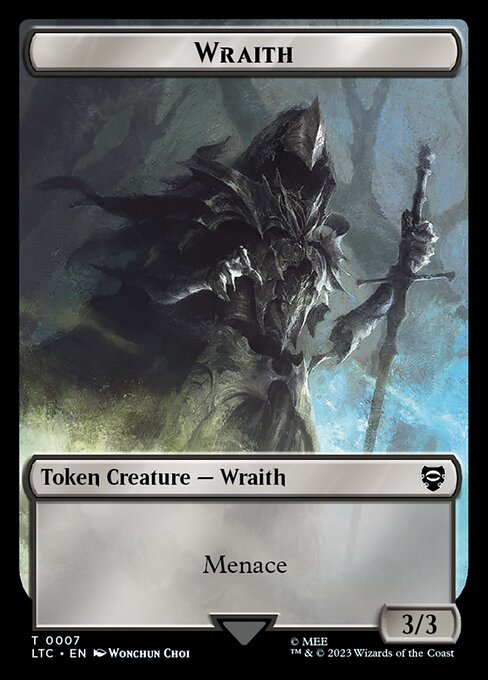 Wraith
Token Creature — Wraith
Menace
3/3
T 0007
LTC • EN Wonchun Choi
© MEE
™ & © 2023 Wizards of the Coast